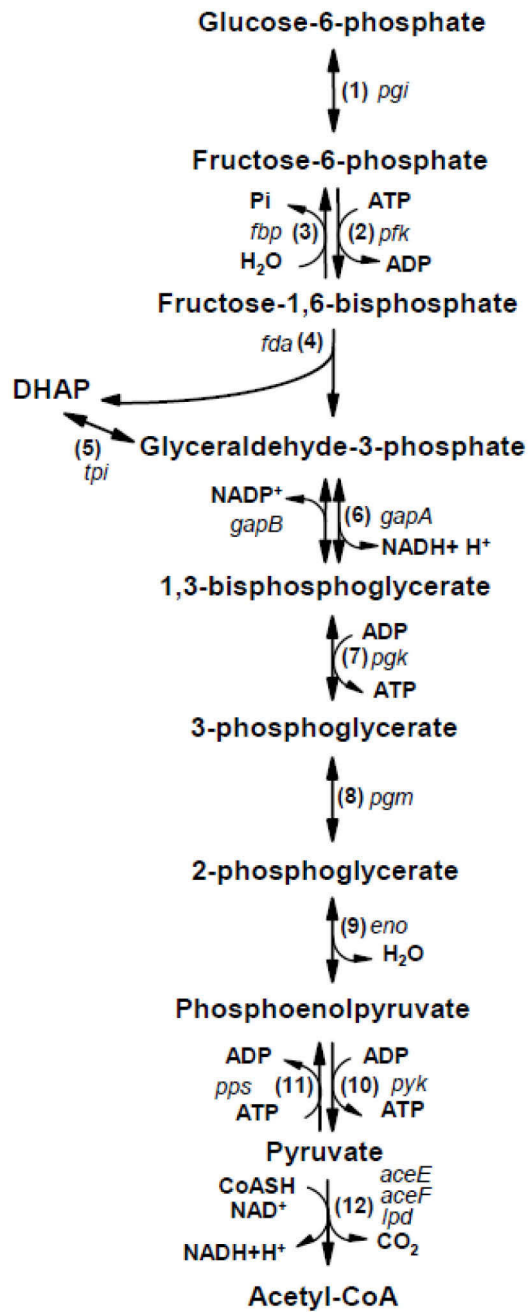 Glucose-6-phosphate
(1) pgi
Fructose-6-phosphate
Pi ATP
fbp (3) (2) pfk
H₂O ADP
Fructose-1,6-bisphosphate
fda (4)
DHAP
(5) Glyceraldehyde-3-phosphate
tpi
NADP⁺ (6) gapA
gapB NADH+ H⁺
1,3-bisphosphoglycerate
ADP
(7) pgk
ATP
3-phosphoglycerate
(8) pgm
2-phosphoglycerate
(9) eno
H₂O
Phosphoenolpyruvate
ADP ADP
pps (11) (10) pyk
ATP ATP
Pyruvate
CoASH aceE
NAD⁺ (12) aceF
lpd
NADH+H⁺ CO₂
Acetyl-CoA